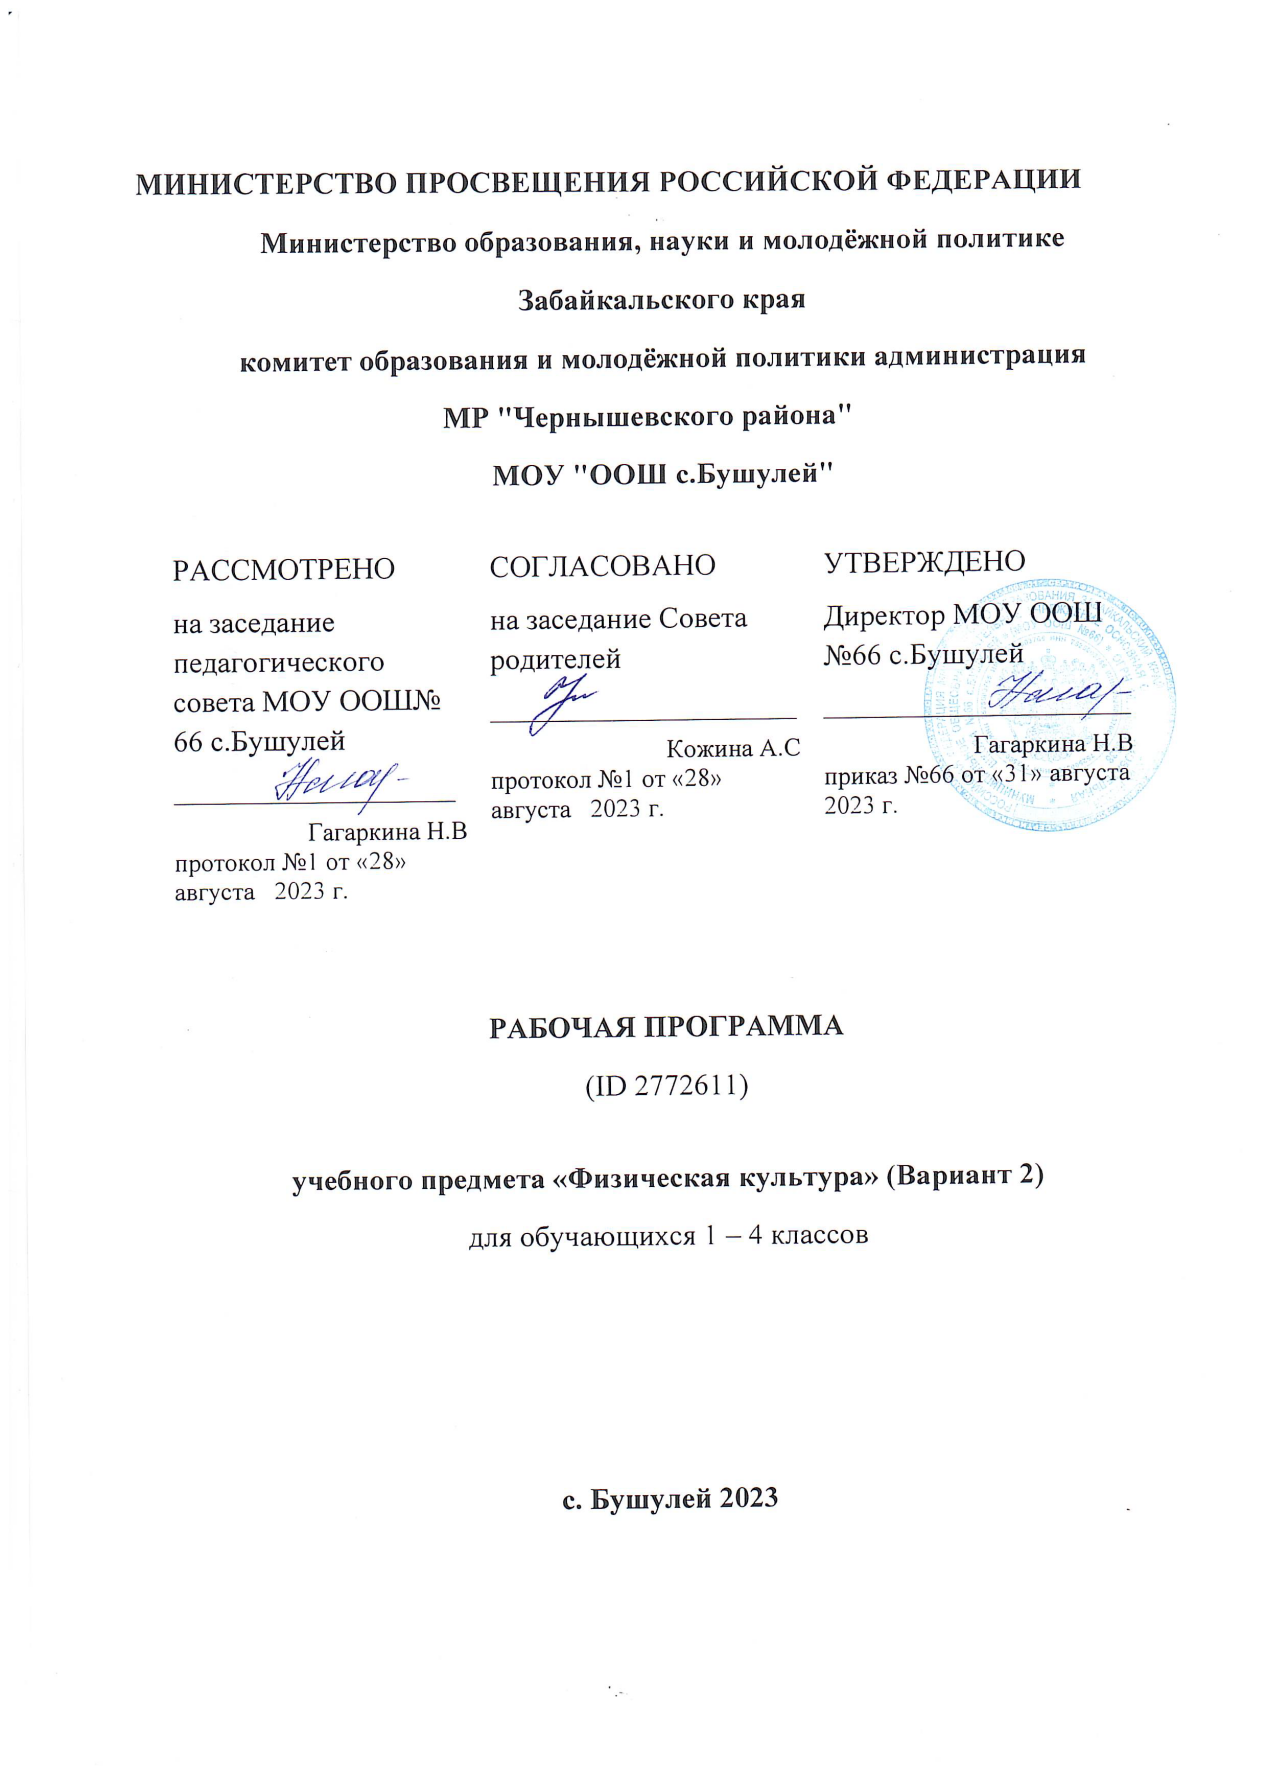 МИНИСТЕРСТВО ПРОСВЕЩЕНИЯ РОССИЙСКОЙ ФЕДЕРАЦИИ
Министерство образования, науки и молодёжной политике
Забайкальского края
комитет образования и молодёжной политики администрация
МР "Чернышевского района"
МОУ "ООШ с.Бушулей"
РАССМОТРЕНО
на заседание
педагогического
совета МОУ ООШ№
66 с.Бушулей
Гагаркина Н.В
протокол №1 от «28»
августа 2023 г.
СОГЛАСОВАНО
на заседание Совета
родителей
Кожина А.С
протокол №1 от «28»
августа 2023 г.
УТВЕРЖДЕНО
Директор МОУ ООШ
№66 с.Бушулей
Гагаркина Н.В
приказ №66 от «31» августа
2023 г.
РАБОЧАЯ ПРОГРАММА
(ID 2772611)
учебного предмета «Физическая культура» (Вариант 2)
для обучающихся 1 – 4 классов
с. Бушулей 2023